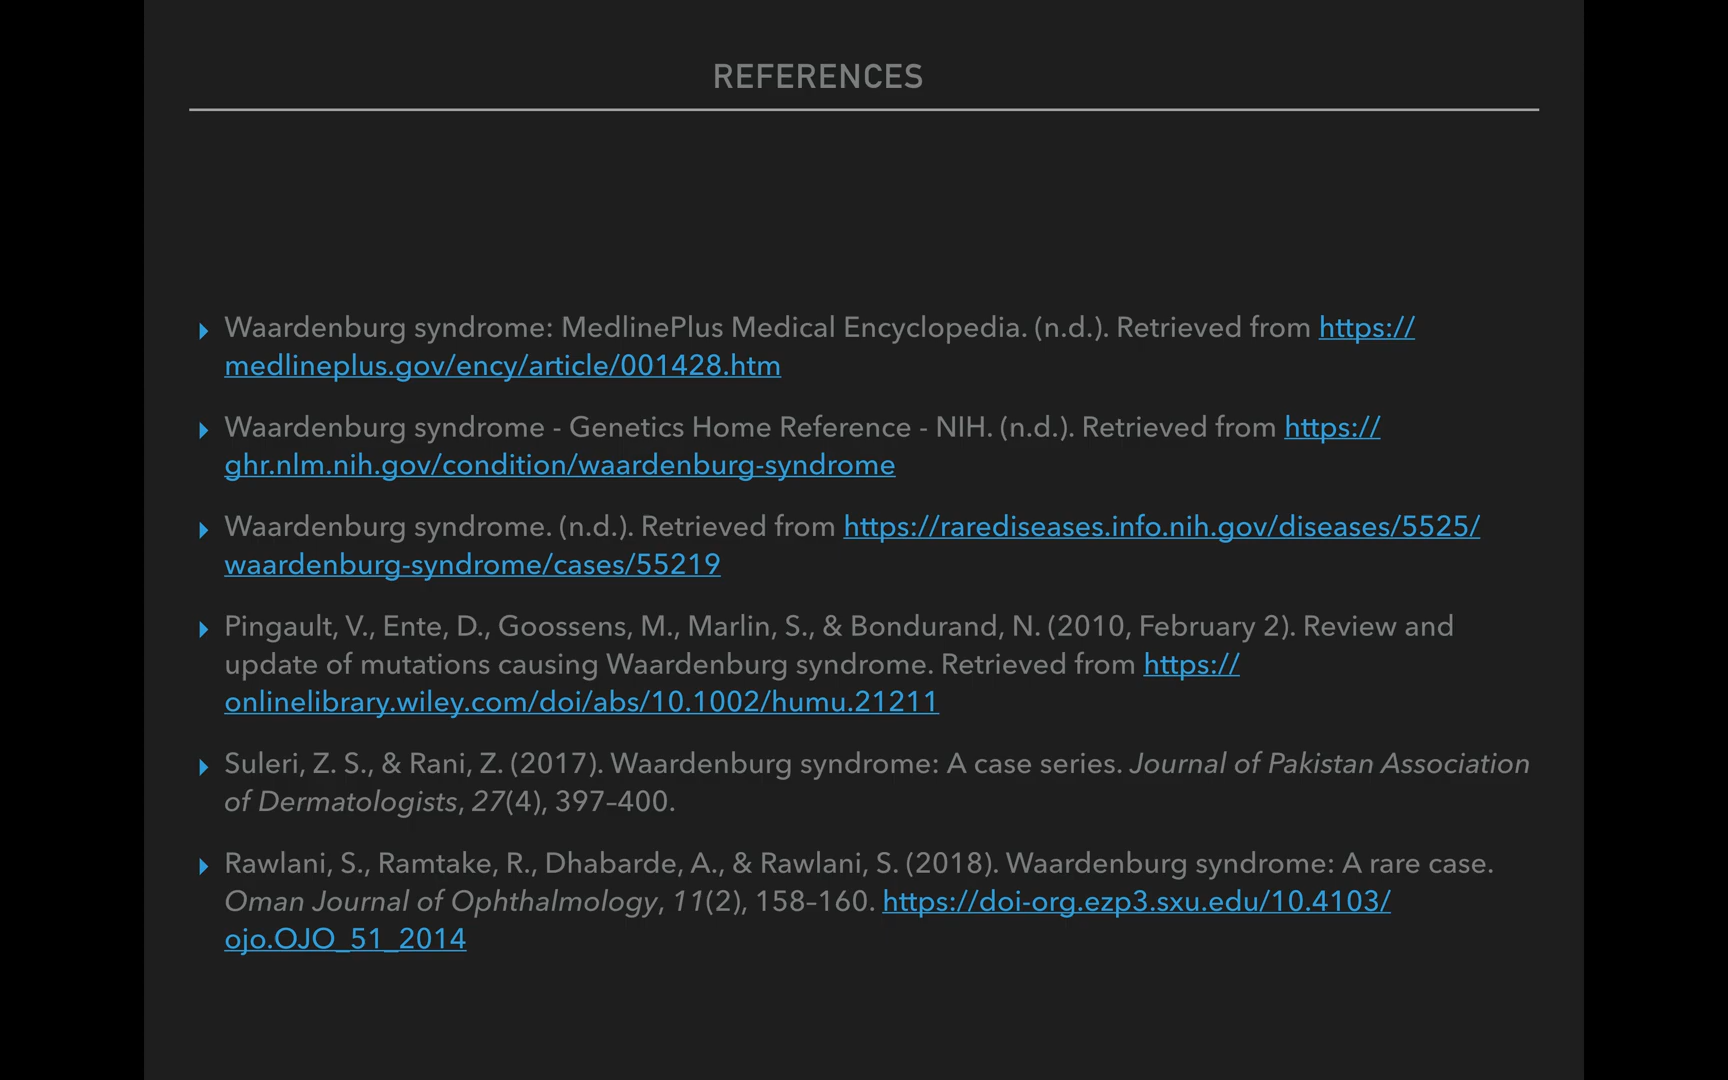 REFERENCES
Waardenburg syndrome: MedlinePlus Medical Encyclopedia. (n.d.). Retrieved from https://
medlineplus.gov/ency/article/001428.htm
Waardenburg syndrome - Genetics Home Reference - NIH. (n.d.). Retrieved from https://
ghr.nlm.nih.gov/condition/waardenburg-syndrome
Waardenburg syndrome. (n.d.). Retrieved from https://rarediseases.info.nih.gov/diseases/5525/
waardenburg-syndrome/cases/55219
Pingault, V., Ente, D., Goossens, M., Marlin, S., & Bondurand, N. (2010, February 2). Review and
update of mutations causing Waardenburg syndrome. Retrieved from https://
onlinelibrary.wiley.com/doi/abs/10.1002/humu.21211
Suleri, Z. S., & Rani, Z. (2017). Waardenburg syndrome: A case series. Journal of Pakistan Association
of Dermatologists, 27(4), 397–400.
Rawlani, S., Ramtake, R., Dhabarde, A., & Rawlani, S. (2018). Waardenburg syndrome: A rare case.
Oman Journal of Ophthalmology, 11(2), 158–160. https://doi-org.ezp3.sxu.edu/10.4103/
ojo.OJO_51_2014